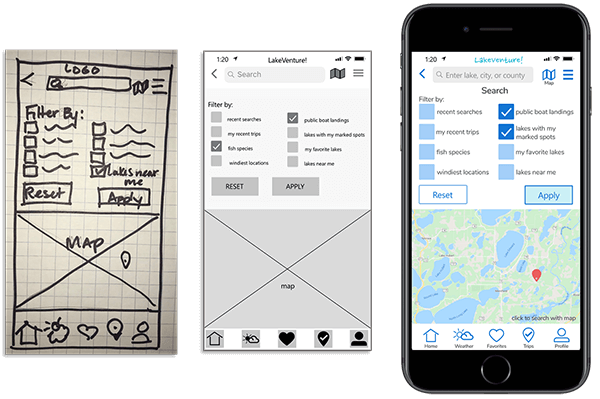 LOGO
Filter By:
lakes near
me
Reset
Apply
MAP
1:20
LakeVenture!
Search
Filter by:
recent searches
public boat landings
my recent trips
lakes with my marked spots
fish species
my favorite lakes
windiest locations
lakes near me
RESET
APPLY
map
1:20
Lakeventure!
Enter lake, city, or county
Map
Search
Filter by:
recent searches
public boat landings
my recent trips
lakes with my
marked spots
fish species
my favorite lakes
windiest locations
lakes near me
Reset
Apply
click to search with map
Home
Weather
Favorites
Trips
Profile